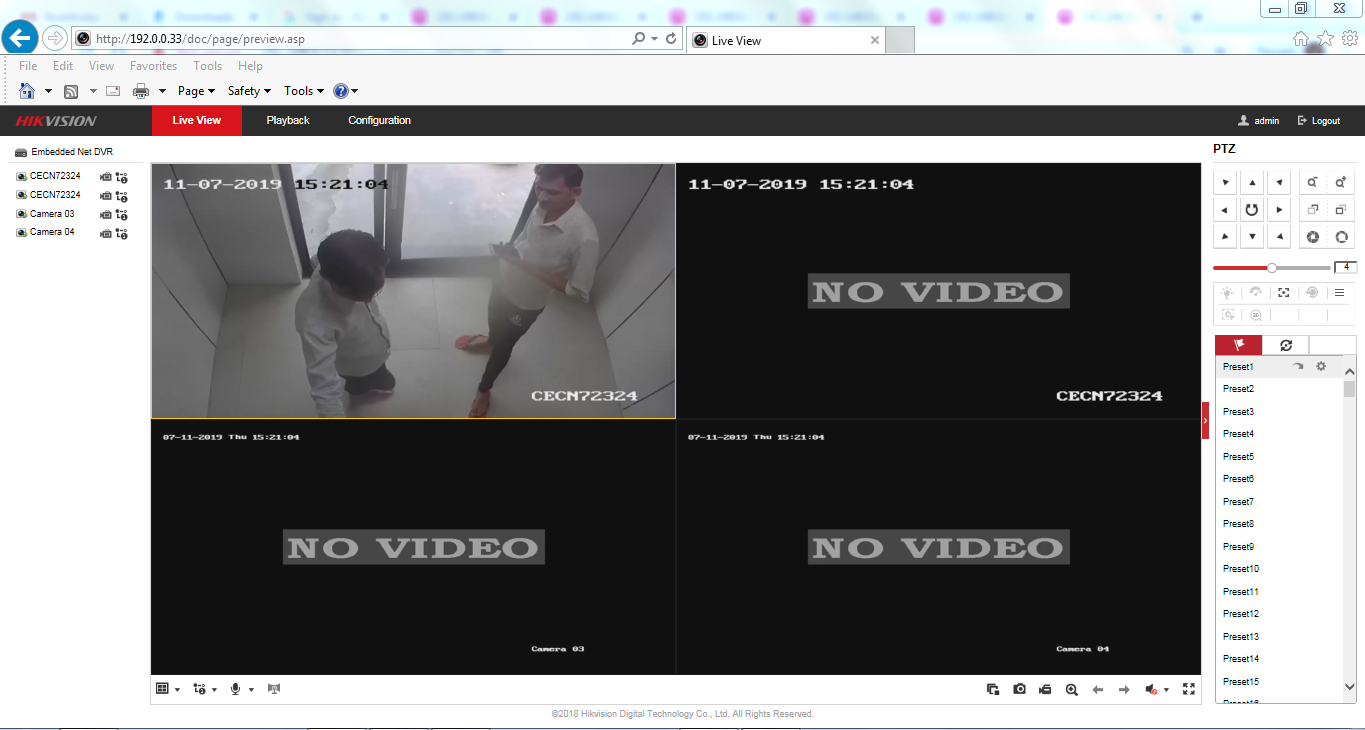 http://192.0.0.33/doc/page/preview.asp
Live View
File Edit View Favorites Tools Help
Page Safety Tools
HIKVISION
Live View Playback Configuration
admin Logout
Embedded Net DVR
CECN72324
CECN72324
Camera 03
Camera 04
11-07-2019 15:21:04
CECN72324
11-07-2019 15:21:04
NO VIDEO
CECN72324
07-11-2019 Thu 15:21:04
NO VIDEO
Camera 03
07-11-2019 Thu 15:21:04
NO VIDEO
Camera 04
PTZ
4
3D
Preset1
Preset2
Preset3
Preset4
Preset5
Preset6
Preset7
Preset8
Preset9
Preset10
Preset11
Preset12
Preset13
Preset14
Preset15
©2018 Hikvision Digital Technology Co., Ltd. All Rights Reserved.